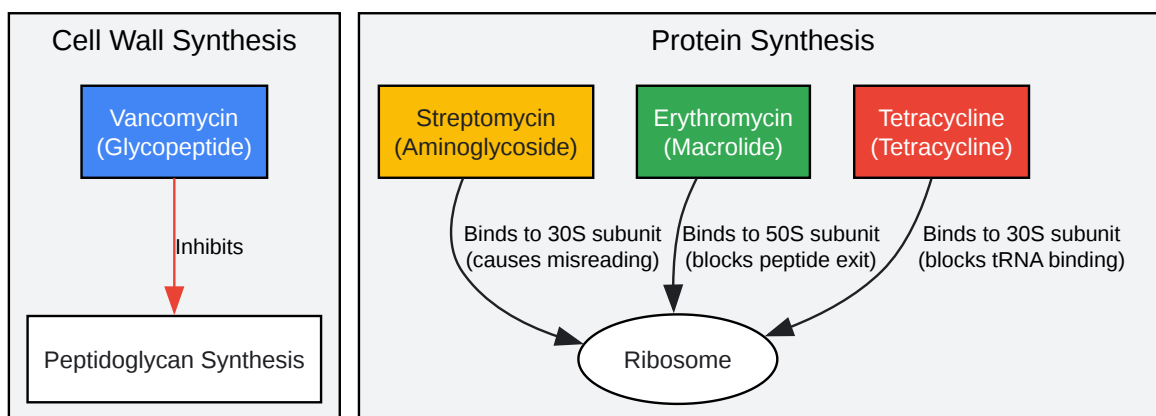 Cell Wall Synthesis
Vancomycin
(Glycopeptide)
Inhibits
Peptidoglycan Synthesis
Protein Synthesis
Streptomycin
(Aminoglycoside)
Erythromycin
(Macrolide)
Tetracycline
(Tetracycline)
Binds to 30S subunit
(causes misreading)
Binds to 50S subunit
(blocks peptide exit)
Binds to 30S subunit
(blocks tRNA binding)
Ribosome